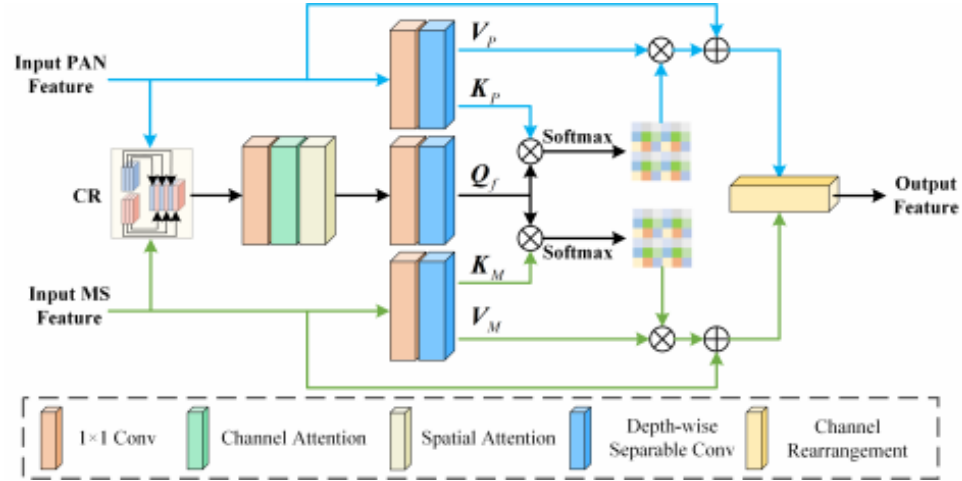 Input PAN
Feature
V_P
K_P
Softmax
CR
Q_f
Output
Feature
Softmax
K_M
Input MS
Feature
V_M
1×1 Conv
Channel Attention
Spatial Attention
Depth-wise
Separable Conv
Channel
Rearrangement